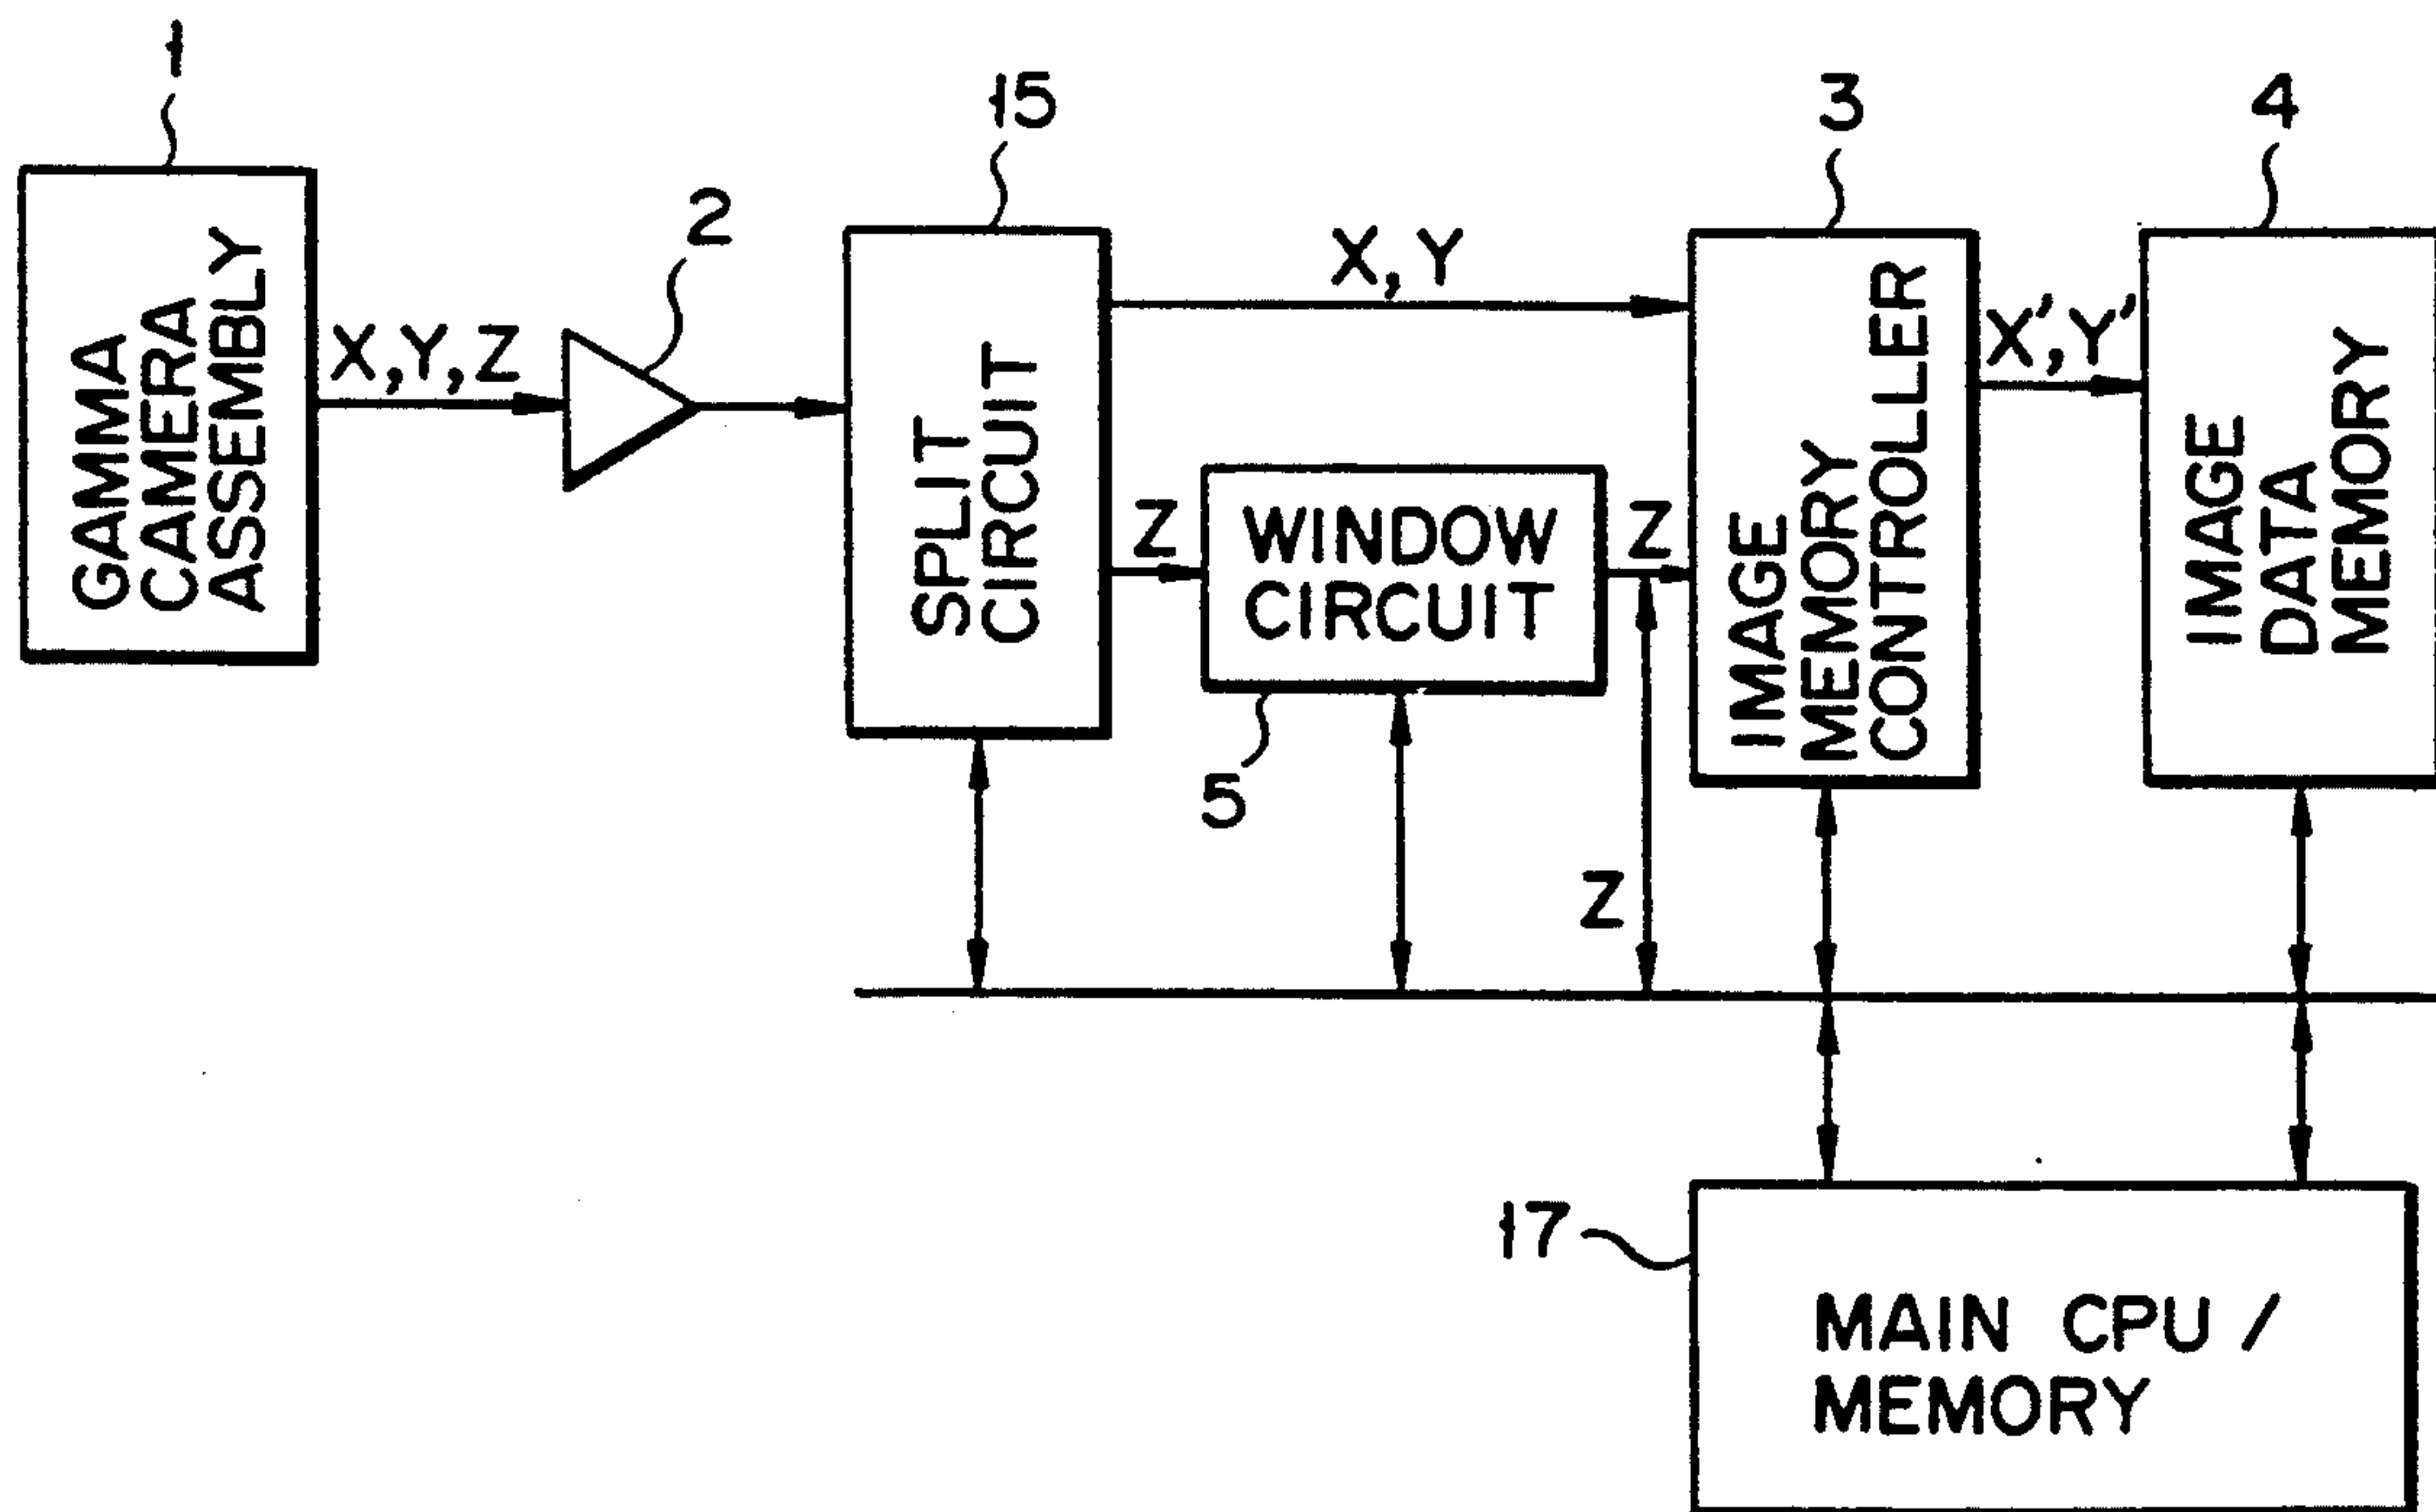 1
GAMMA
CAMERA
ASSEMBLY
X,Y,Z
2
15
SPLIT
CIRCUIT
X,Y
Z
WINDOW
CIRCUIT
5
Z
Z
3
IMAGE
MEMORY
CONTROLLER
X',Y'
4
IMAGE
DATA
MEMORY
17
MAIN CPU /
MEMORY